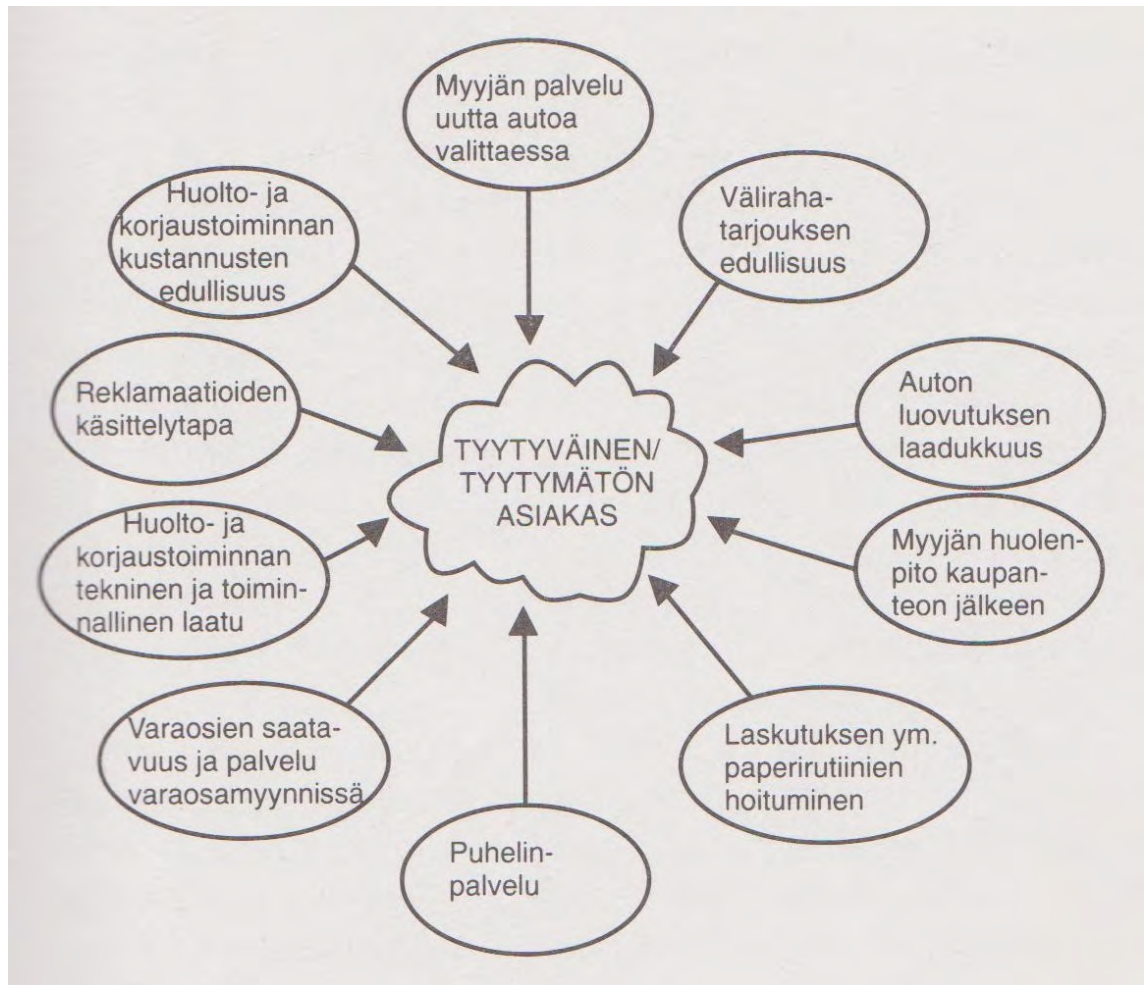 Myyjän palvelu
uutta autoa
valittaessa
Väliraha-
tarjouksen
edullisuus
Auton
luovutuksen
laadukkuus
Myyjän huolen-
pito kaupan-
teon jälkeen
Laskutuksen ym.
paperirutiinien
hoituminen
Puhelin-
palvelu
Varaosien saata-
vuus ja palvelu
varaosamyynnissä
Huolto- ja
korjaustoiminnan
tekninen ja toimin-
nallinen laatu
Reklamaatioiden
käsittelytapa
Huolto- ja
korjaustoiminnan
kustannusten
edullisuus
TYYTYVÄINEN/
TYYTYMÄTÖN
ASIAKAS